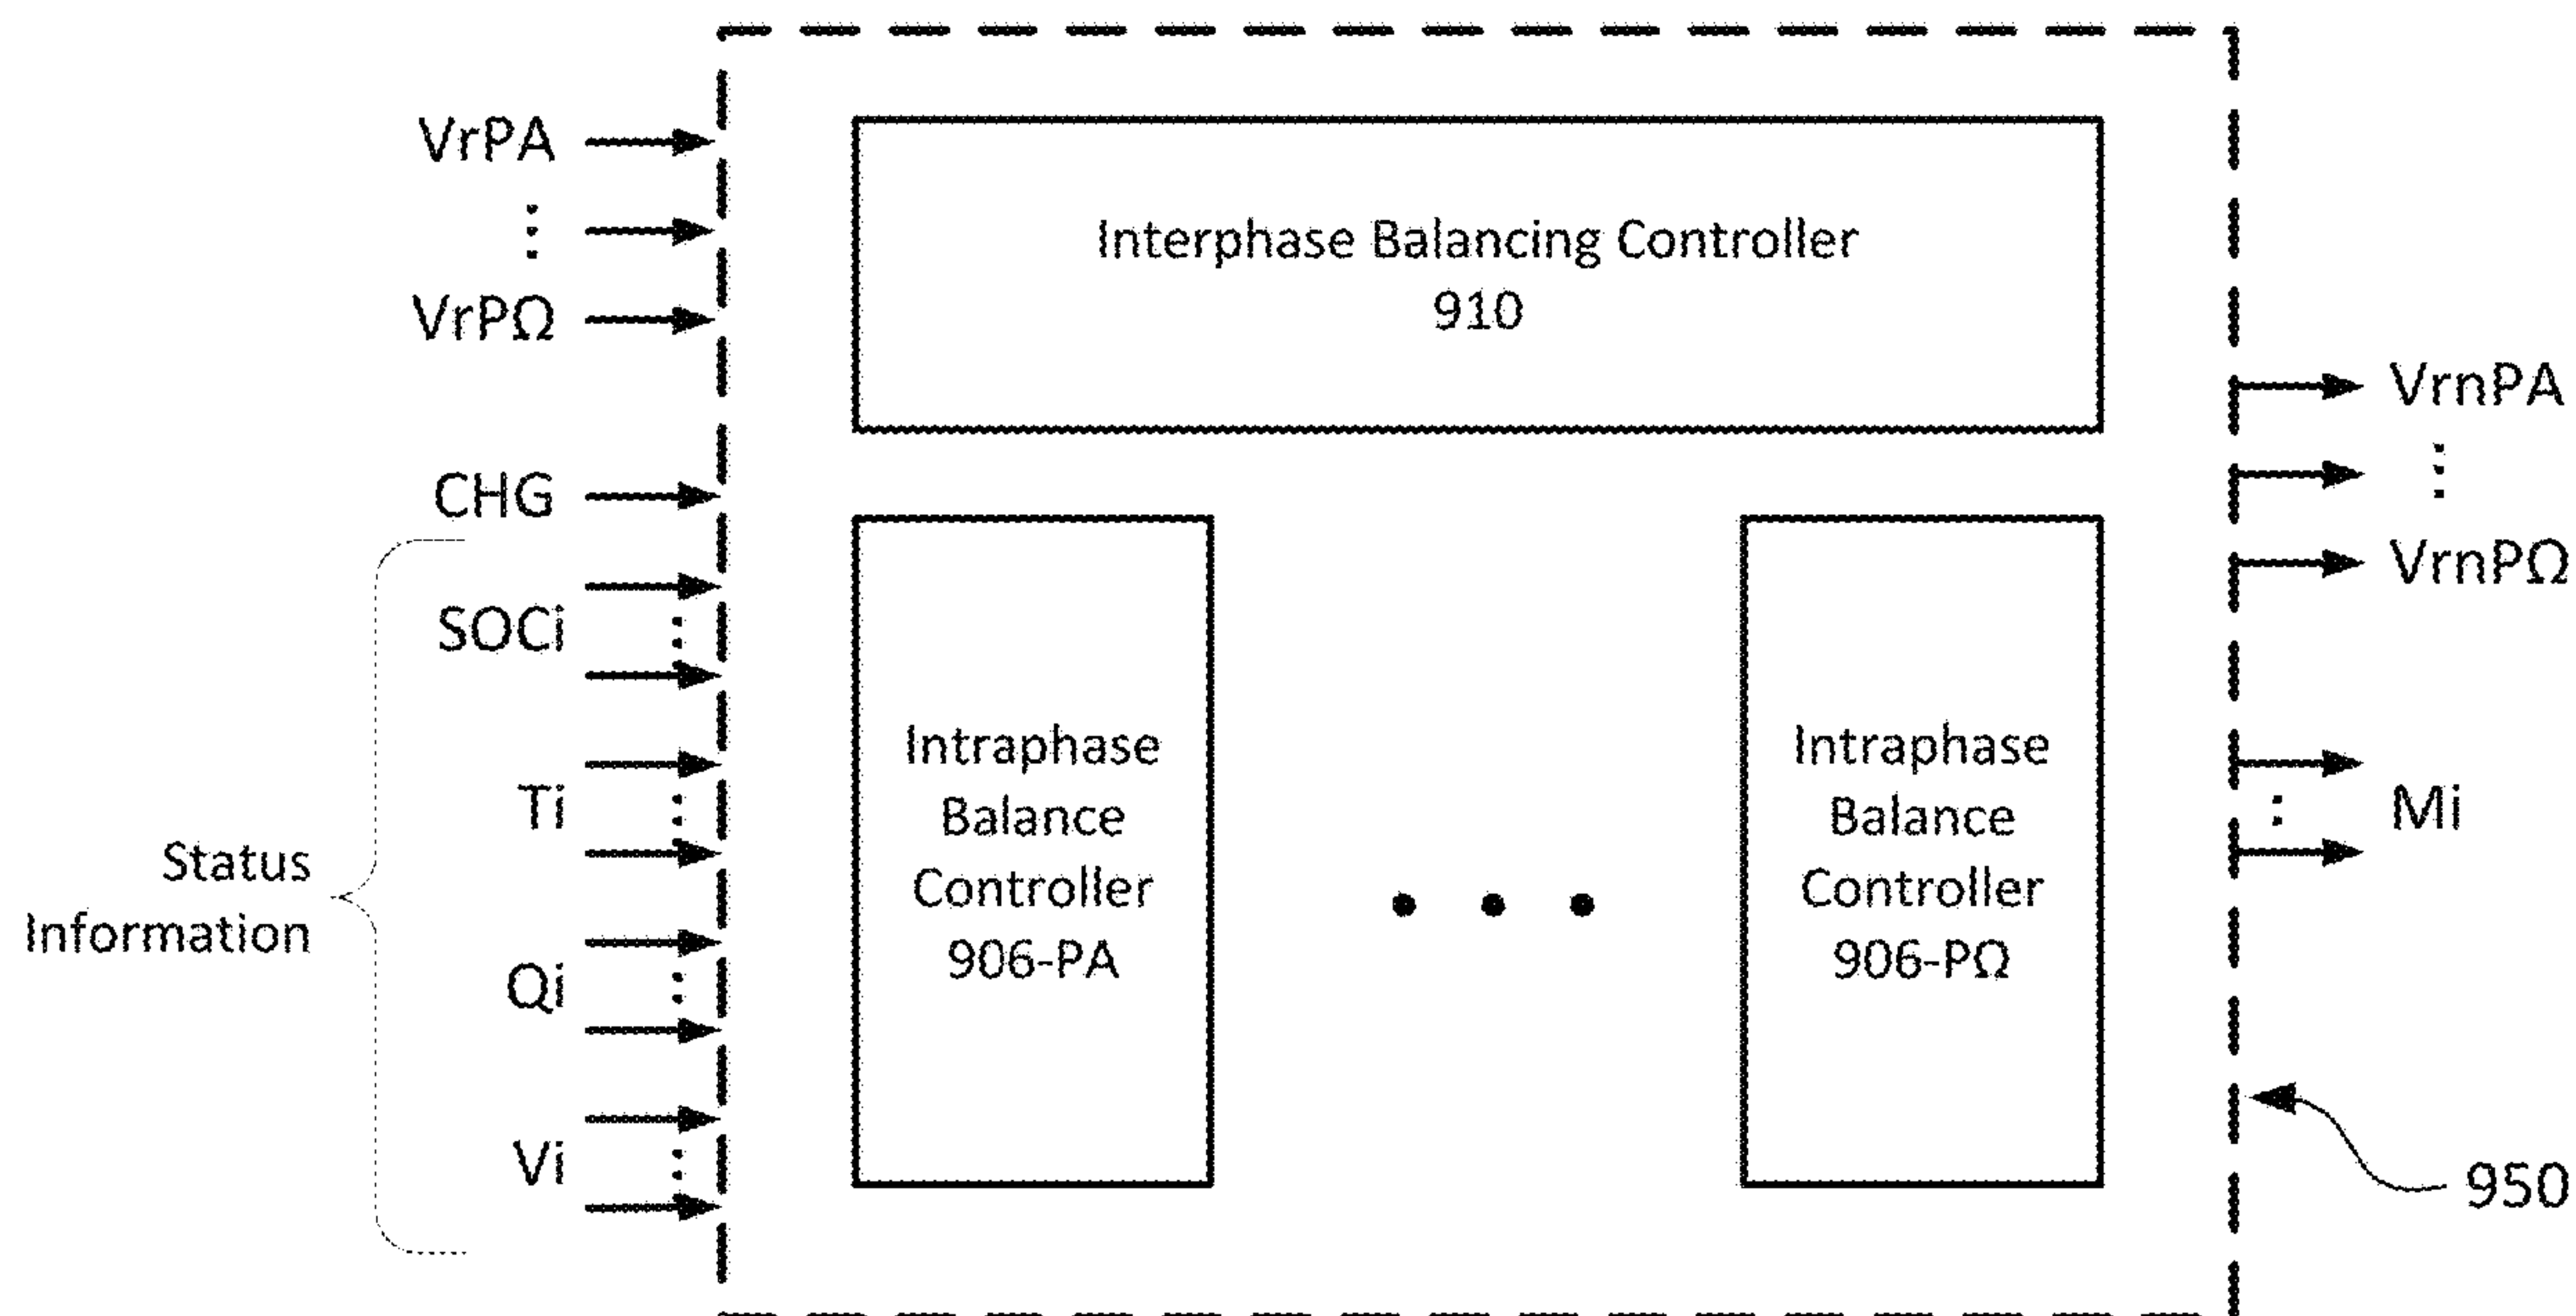 VrPA
VrPΩ
CHG
SOCi
Ti
Qi
Vi
Status
Information
Interphase Balancing Controller
910
Intraphase
Balance
Controller
906-PA
Intraphase
Balance
Controller
906-PΩ
VrnPA
VrnPΩ
Mi
950